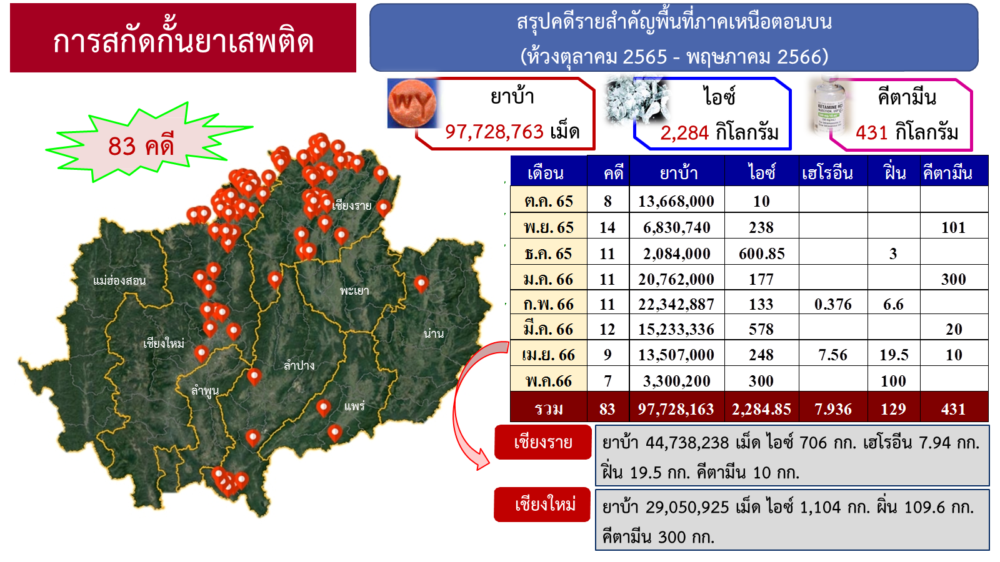 การสกัดกั้นยาเสพติด
สรุปคดีรายสำคัญพื้นที่ภาคเหนือตอนบน
(ห้วงตุลาคม 2565 - พฤษภาคม 2566)
83 คดี
WY
ยาบ้า
97,728,763 เม็ด
ไอซ์
2,284 กิโลกรัม
KETAMINE HCl
คีตามีน
431 กิโลกรัม
เดือน คดี ยาบ้า ไอซ์ เฮโรอีน ฝิ่น คีตามีน
ต.ค. 65 8 13,668,000 10
พ.ย. 65 14 6,830,740 238 101
ธ.ค. 65 11 2,084,000 600.85 3
ม.ค. 66 11 20,762,000 177 300
ก.พ. 66 11 22,342,887 133 0.376 6.6
มี.ค. 66 12 15,233,336 578 20
เม.ย. 66 9 13,507,000 248 7.56 19.5 10
พ.ค.66 7 3,300,200 300 100
รวม 83 97,728,163 2,284.85 7.936 129 431
เชียงราย
แม่ฮ่องสอน
พะเยา
น่าน
เชียงใหม่
ลำปาง
ลำพูน
แพร่
เชียงราย
ยาบ้า 44,738,238 เม็ด ไอซ์ 706 กก. เฮโรอีน 7.94 กก.
ฝิ่น 19.5 กก. คีตามีน 10 กก.
เชียงใหม่
ยาบ้า 29,050,925 เม็ด ไอซ์ 1,104 กก. ผิ่น 109.6 กก.
คีตามีน 300 กก.